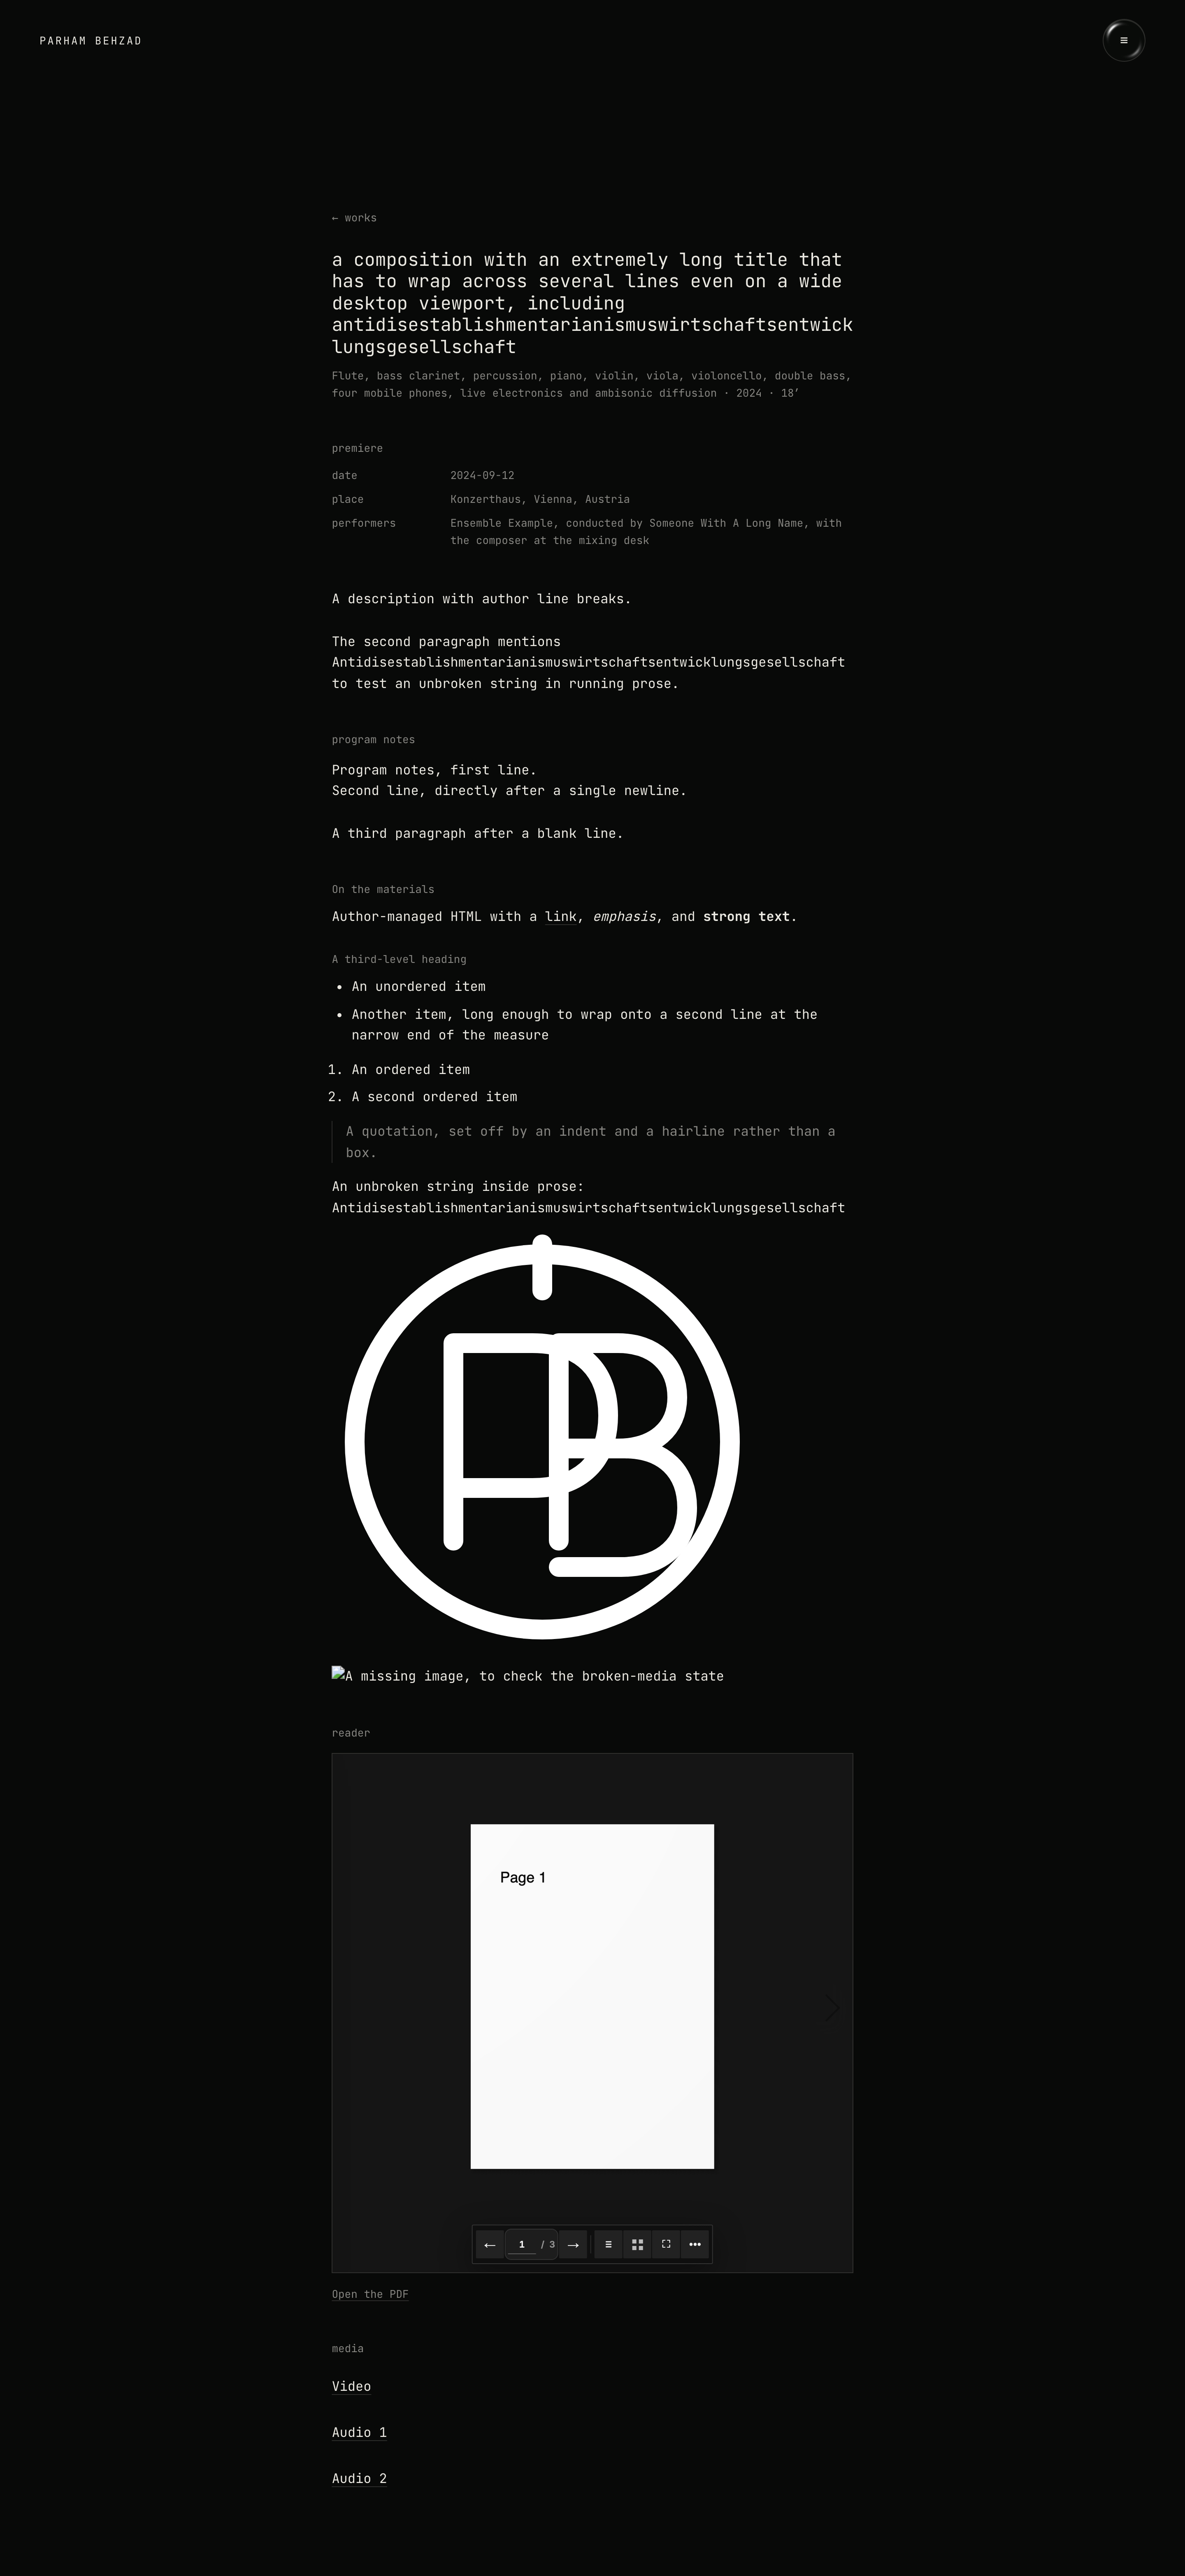 PARHAM BEHZAD
≡
← works
a composition with an extremely long title that
has to wrap across several lines even on a wide
desktop viewport, including
antidisestablishmentarianismuswirtschaftsentwick
lungsgesellschaft
Flute, bass clarinet, percussion, piano, violin, viola, violoncello, double bass,
four mobile phones, live electronics and ambisonic diffusion · 2024 · 18′
premiere
date 2024-09-12
place Konzerthaus, Vienna, Austria
performers Ensemble Example, conducted by Someone With A Long Name, with
the composer at the mixing desk
A description with author line breaks.
The second paragraph mentions
Antidisestablishmentarianismuswirtschaftsentwicklungsgesellschaft
to test an unbroken string in running prose.
program notes
Program notes, first line.
Second line, directly after a single newline.
A third paragraph after a blank line.
On the materials
Author-managed HTML with a link, emphasis, and strong text.
A third-level heading
• An unordered item
• Another item, long enough to wrap onto a second line at the
narrow end of the measure
1. An ordered item
2. A second ordered item
A quotation, set off by an indent and a hairline rather than a
box.
An unbroken string inside prose:
Antidisestablishmentarianismuswirtschaftsentwicklungsgesellschaft
PB
A missing image, to check the broken-media state
reader
Page 1
← 1 / 3 → ≡ •••
Open the PDF
media
Video
Audio 1
Audio 2